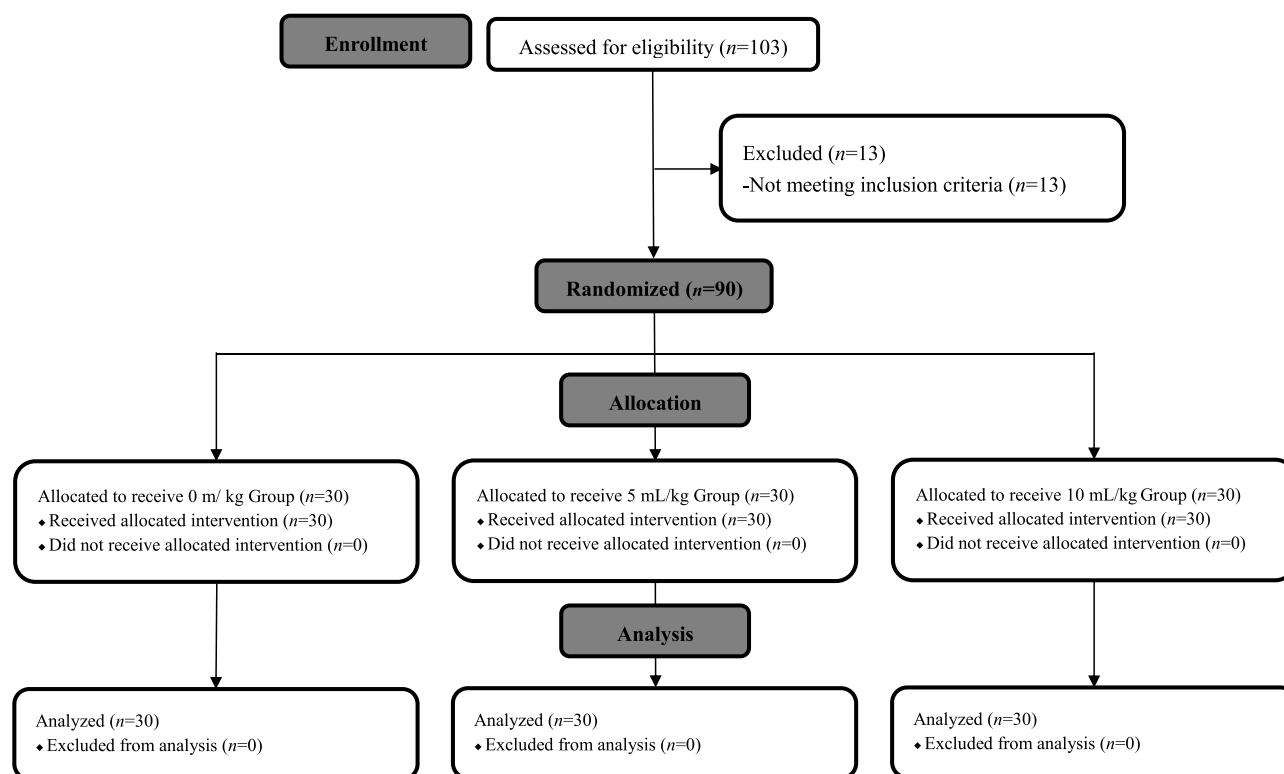 Enrollment
Assessed for eligibility (n=103)
Excluded (n=13)
-Not meeting inclusion criteria (n=13)
Randomized (n=90)
Allocation
Allocated to receive 0 m/ kg Group (n=30)
⬥ Received allocated intervention (n=30)
⬥ Did not receive allocated intervention (n=0)
Allocated to receive 5 mL/kg Group (n=30)
⬥ Received allocated intervention (n=30)
⬥ Did not receive allocated intervention (n=0)
Allocated to receive 10 mL/kg Group (n=30)
⬥ Received allocated intervention (n=30)
⬥ Did not receive allocated intervention (n=0)
Analysis
Analyzed (n=30)
⬥ Excluded from analysis (n=0)
Analyzed (n=30)
⬥ Excluded from analysis (n=0)
Analyzed (n=30)
⬥ Excluded from analysis (n=0)